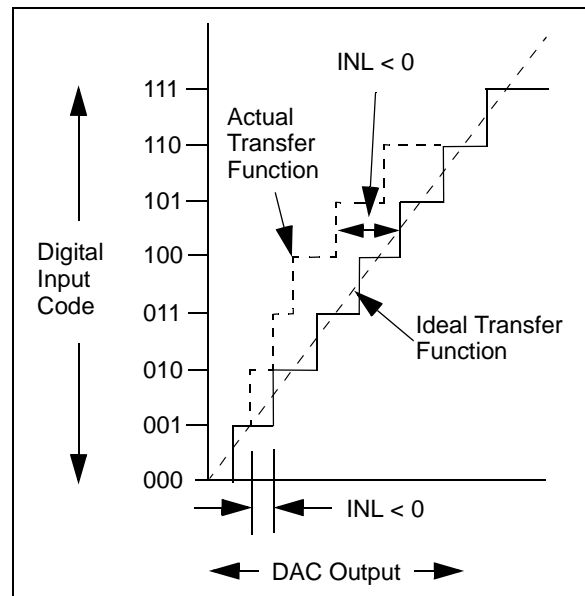 INL < 0
111
Actual
Transfer
Function
110
101
100
Digital
Input
Code
011
Ideal Transfer
Function
010
001
000
INL < 0
DAC Output